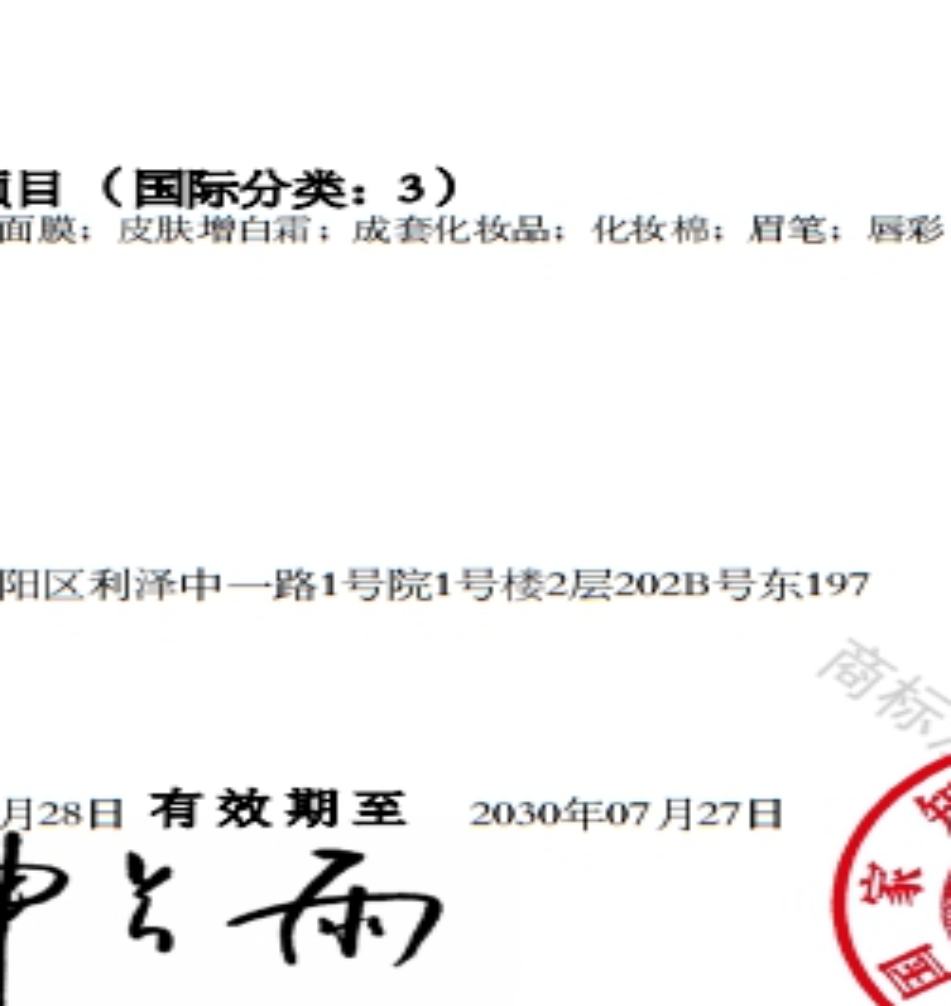 目（国际分类：3）
面膜；皮肤增白霜；成套化妆品；化妆棉；眉笔；唇彩
阳区利泽中一路1号院1号楼2层202B号东197
商标
月28日 有效期至 2030年07月27日
国家